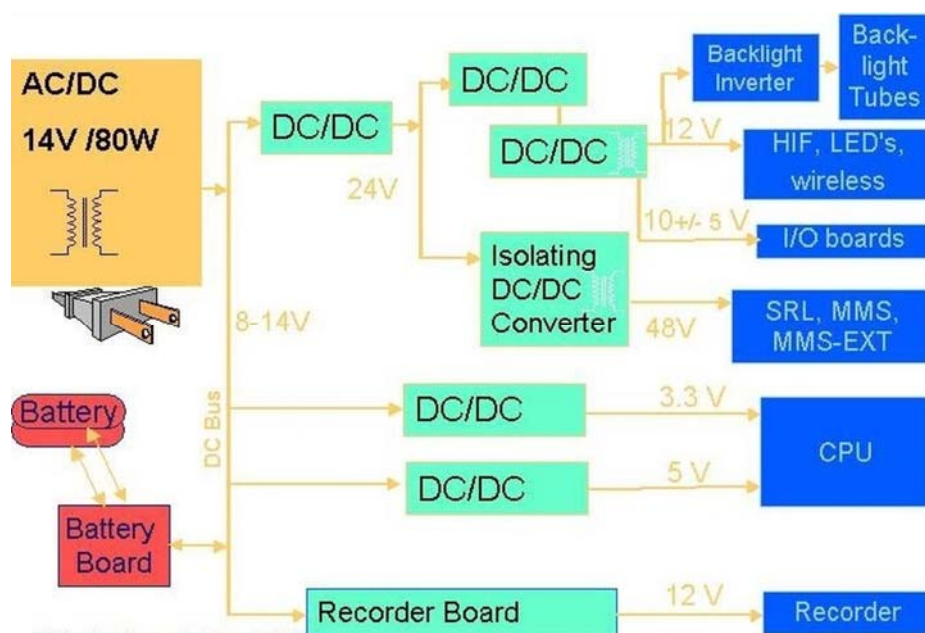 AC/DC
14V /80W
DC/DC
24V
DC/DC
DC/DC
12 V
Backlight
Inverter
Back-
light
Tubes
HIF, LED's,
wireless
10+/- 5 V
I/O boards
Isolating
DC/DC
Converter
48V
SRL, MMS,
MMS-EXT
8-14V
DC Bus
Battery
Battery
Board
DC/DC
3.3 V
DC/DC
5 V
CPU
Recorder Board
12 V
Recorder